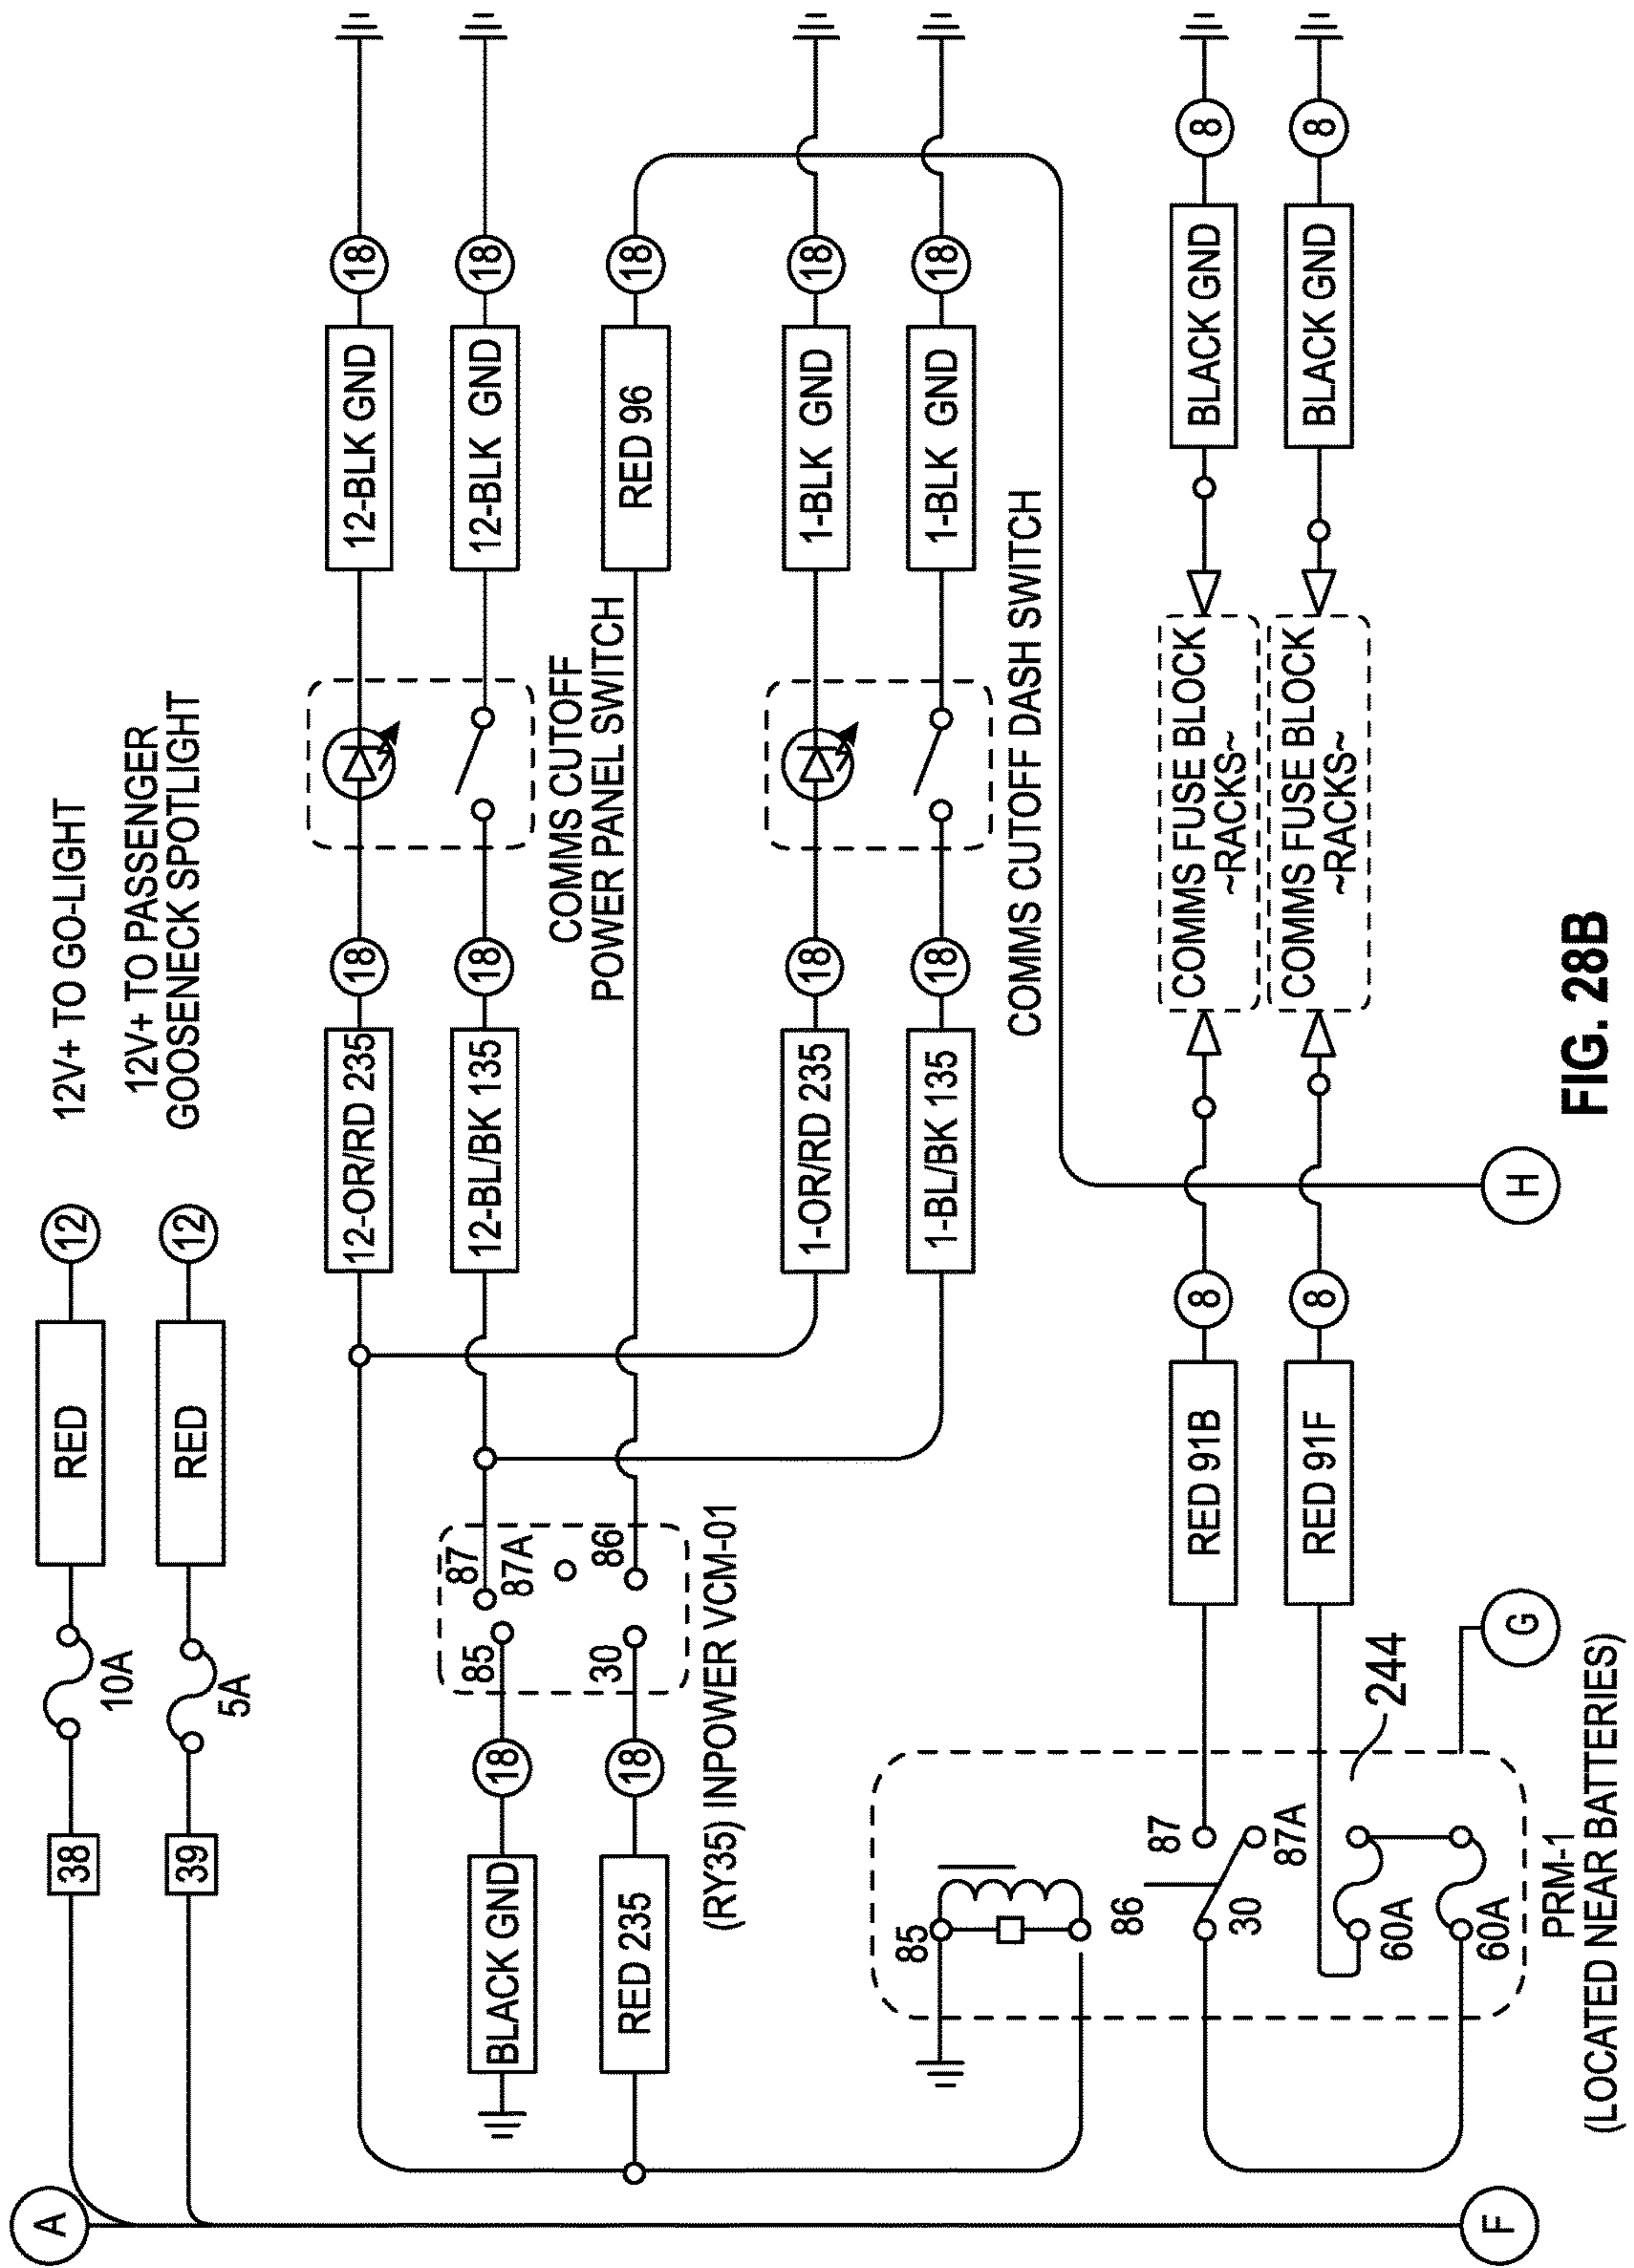 A
38
10A
RED
12
12V+ TO GO-LIGHT
39
5A
RED
12
12V+ TO PASSENGER
GOOSENECK SPOTLIGHT
12-OR/RD 235
18
12-BLK GND
18
12-BL/BK 135
18
12-BLK GND
18
COMMS CUTOFF
POWER PANEL SWITCH
BLACK GND
18
85
87
87A
RED 235
18
30
86
RED 96
18
(RY35) INPOWER VCM-01
1-OR/RD 235
18
1-BLK GND
18
1-BL/BK 135
18
1-BLK GND
18
COMMS CUTOFF DASH SWITCH
85
86
87
30
87A
RED 91B
8
COMMS FUSE BLOCK
~RACKS~
BLACK GND
8
60A
RED 91F
8
COMMS FUSE BLOCK
~RACKS~
BLACK GND
8
244
60A
F
G
H
PRM-1
(LOCATED NEAR BATTERIES)
FIG. 28B